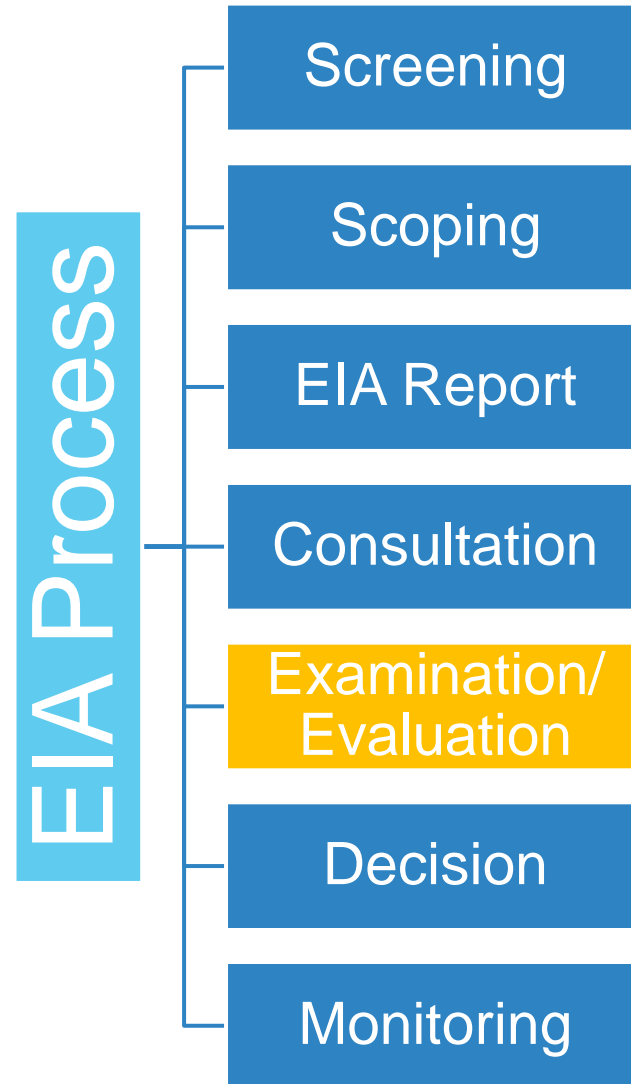 EIA Process
Screening
Scoping
EIA Report
Consultation
Examination/
Evaluation
Decision
Monitoring